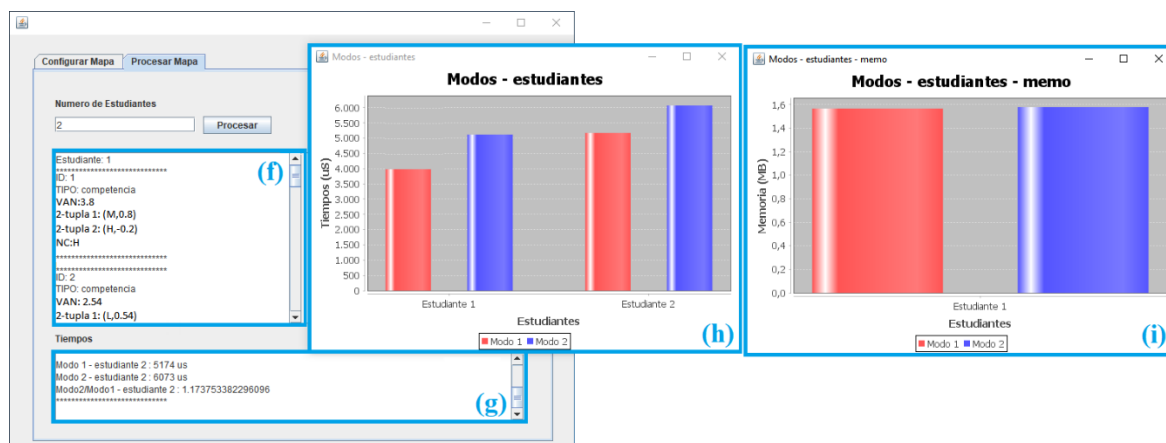 Configurar Mapa
Procesar Mapa
Numero de Estudiantes
2
Procesar
Estudiante: 1
*****************************
ID: 1
TIPO: competencia
VAN:3.8
2-tupla 1: (M,0.8)
2-tupla 2: (H,-0.2)
NC:H
*****************************
*****************************
ID: 2
TIPO: competencia
VAN: 2.54
2-tupla 1: (L,0.54)
(f)
Tiempos
Modo 1 - estudiante 2 : 5174 us
Modo 2 - estudiante 2 : 6073 us
Modo2/Modo1 - estudiante 2 : 1.173753382296096
*****************************
(g)
Modos - estudiantes
Modos - estudiantes
Tiempos (uS)
6.000
5.500
5.000
4.500
4.000
3.500
3.000
2.500
2.000
1.500
1.000
500
0
Estudiante 1
Estudiante 2
Estudiantes
Modo 1
Modo 2
(h)
Modos - estudiantes - memo
Modos - estudiantes - memo
Memoria (MB)
1,6
1,4
1,2
1,0
0,8
0,6
0,4
0,2
0,0
Estudiante 1
Estudiantes
Modo 1
Modo 2
(i)